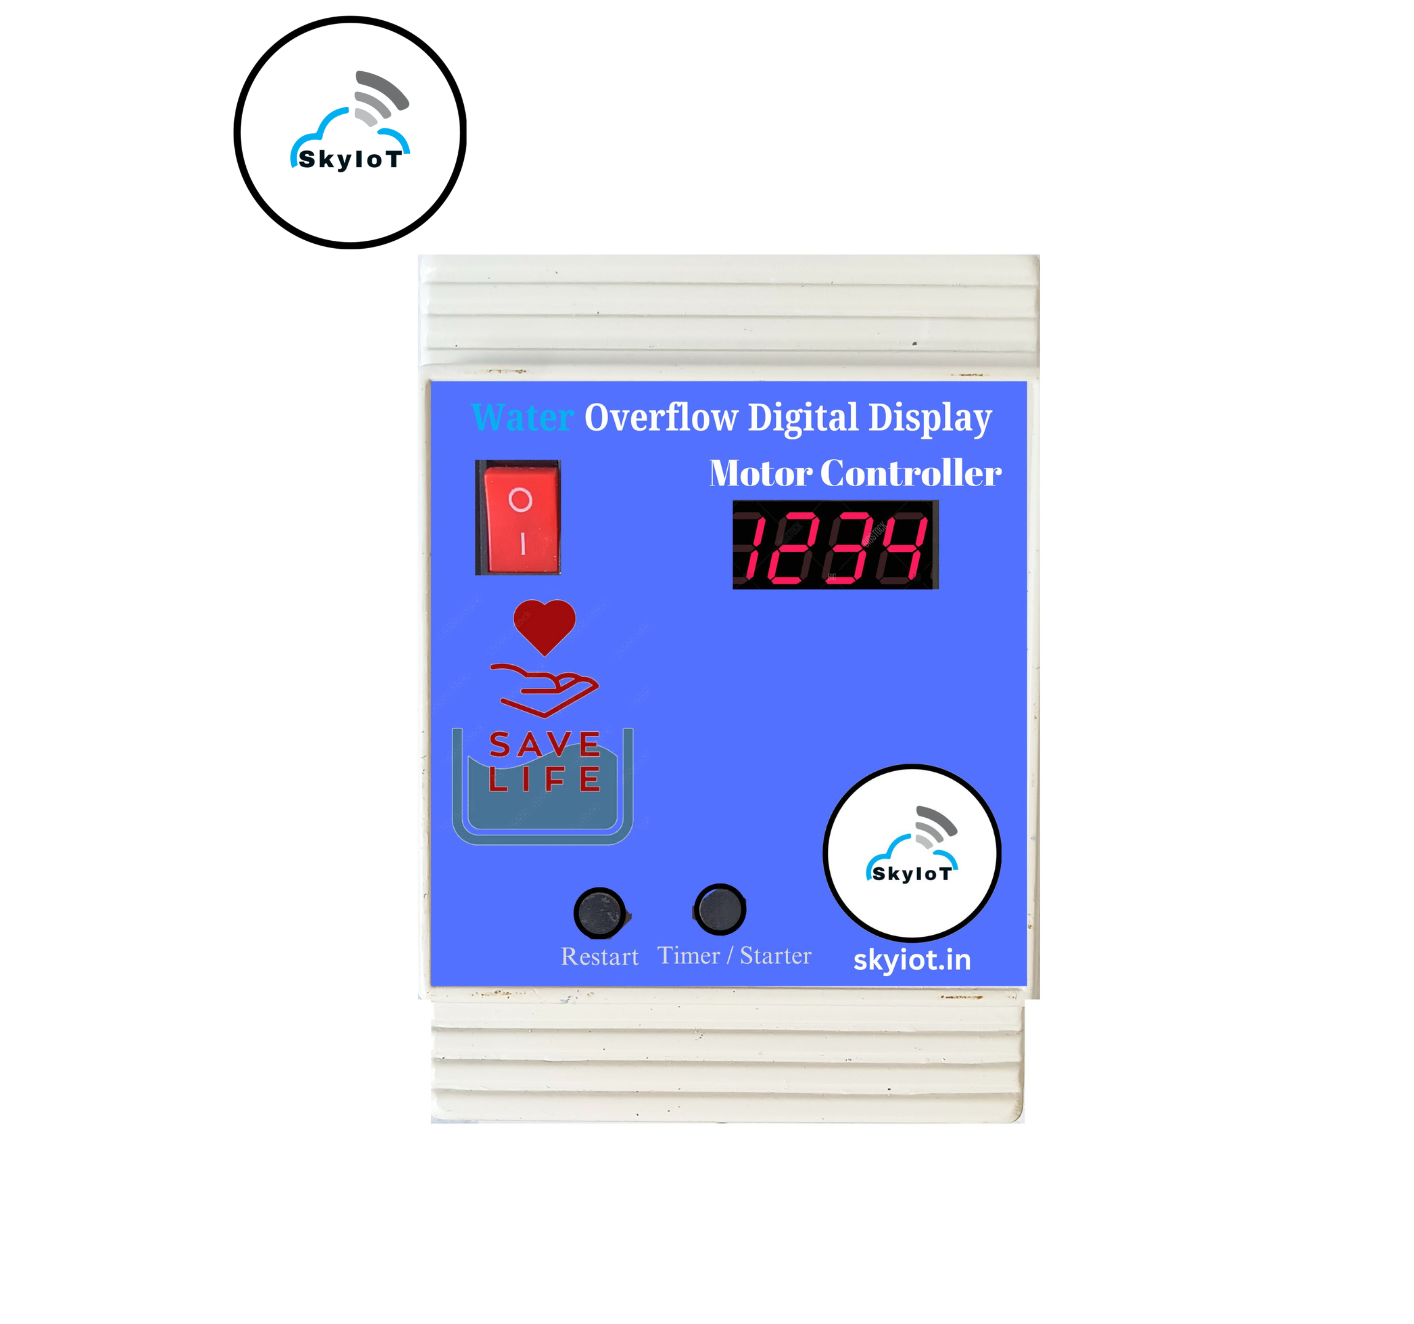 SkyIoT
Water Overflow Digital Display
Motor Controller
1234
SAVE
LIFE
SkyIoT
Restart Timer / Starter
skyiot.in